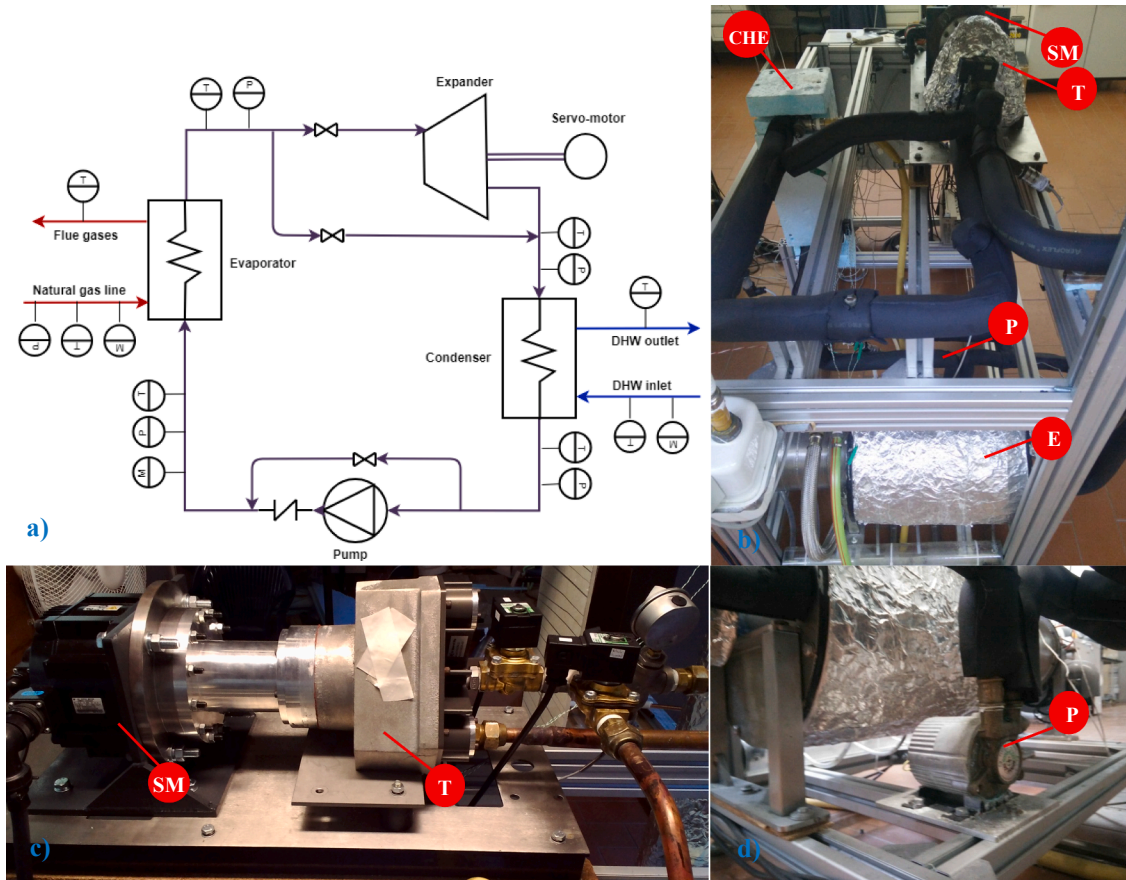 T
P
Expander
Servo-motor
T
Flue gases
Evaporator
T
P
Natural gas line
P
T
M
T
Condenser
DHW outlet
DHW inlet
T
M
T
P
M
T
P
Pump
a)
CHE
SM
T
P
E
b)
SM
T
c)
P
d)